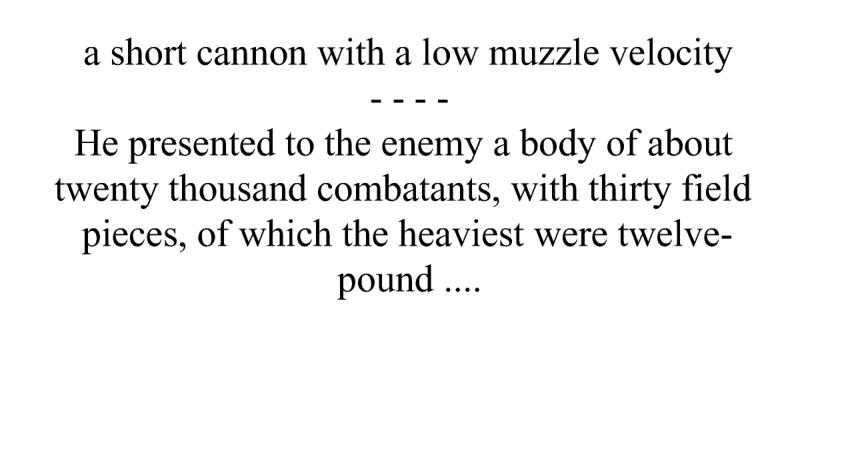 a short cannon with a low muzzle velocity
- - - -
He presented to the enemy a body of about
twenty thousand combatants, with thirty field
pieces, of which the heaviest were twelve-
pound ....